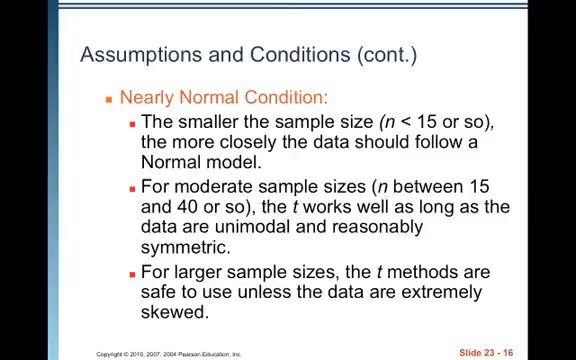 Assumptions and Conditions (cont.)
Nearly Normal Condition:
The smaller the sample size (n < 15 or so),
the more closely the data should follow a
Normal model.
For moderate sample sizes (n between 15
and 40 or so), the t works well as long as the
data are unimodal and reasonably
symmetric.
For larger sample sizes, the t methods are
safe to use unless the data are extremely
skewed.
Copyright © 2010, 2007, 2004 Pearson Education, Inc.
Slide 23 - 16